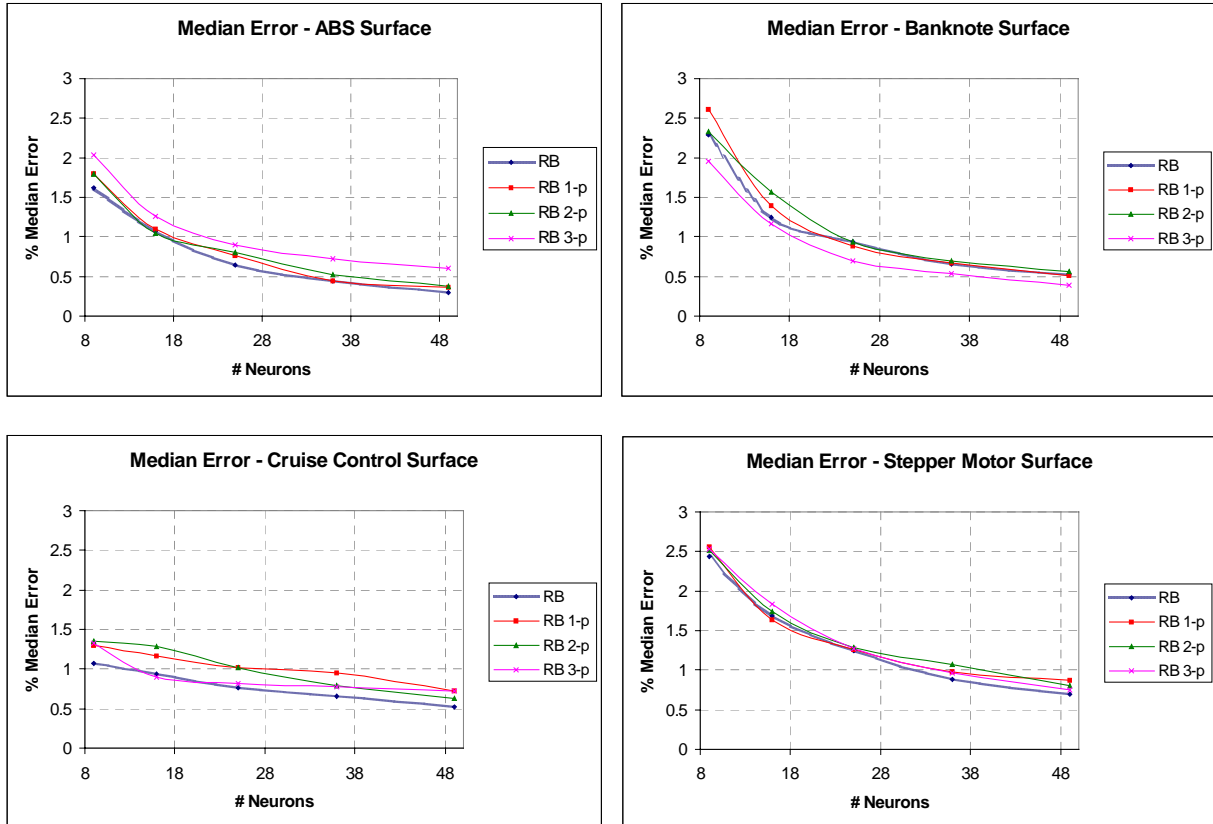 Median Error - ABS Surface
% Median Error
3
2.5
2
1.5
1
0.5
0
8 18 28 38 48
# Neurons
RB
RB 1-p
RB 2-p
RB 3-p
Median Error - Banknote Surface
% Median Error
3
2.5
2
1.5
1
0.5
0
8 18 28 38 48
# Neurons
RB
RB 1-p
RB 2-p
RB 3-p
Median Error - Cruise Control Surface
% Median Error
3
2.5
2
1.5
1
0.5
0
8 18 28 38 48
# Neurons
RB
RB 1-p
RB 2-p
RB 3-p
Median Error - Stepper Motor Surface
% Median Error
3
2.5
2
1.5
1
0.5
0
8 18 28 38 48
# Neurons
RB
RB 1-p
RB 2-p
RB 3-p